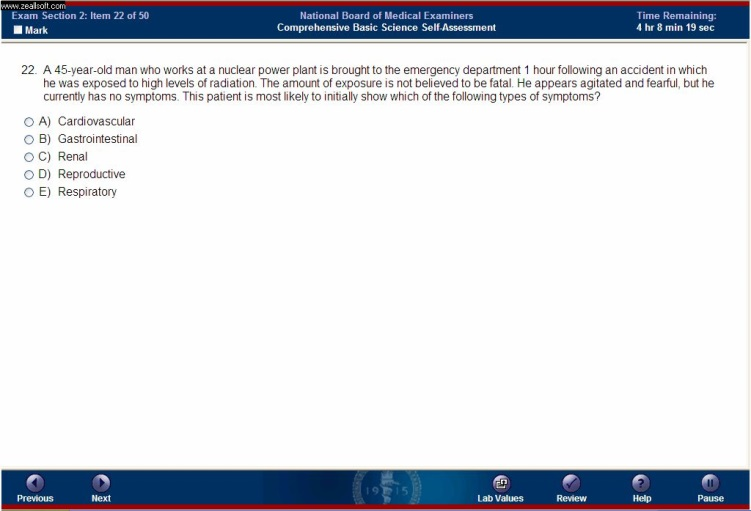 www.zeallsoft.com
Exam Section 2: Item 22 of 50
National Board of Medical Examiners
Time Remaining:
Mark
Comprehensive Basic Science Self-Assessment
4 hr 8 min 19 sec
22. A 45-year-old man who works at a nuclear power plant is brought to the emergency department 1 hour following an accident in which
he was exposed to high levels of radiation. The amount of exposure is not believed to be fatal. He appears agitated and fearful, but he
currently has no symptoms. This patient is most likely to initially show which of the following types of symptoms?
A) Cardiovascular
B) Gastrointestinal
C) Renal
D) Reproductive
E) Respiratory
19 15
Previous
Next
Lab Values
Review
Help
Pause